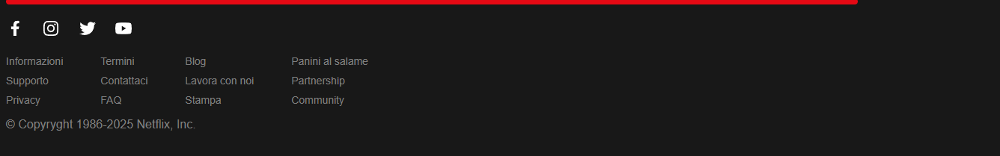 Informazioni Termini Blog Panini al salame
Supporto Contattaci Lavora con noi Partnership
Privacy FAQ Stampa Community
© Copyryght 1986-2025 Netflix, Inc.